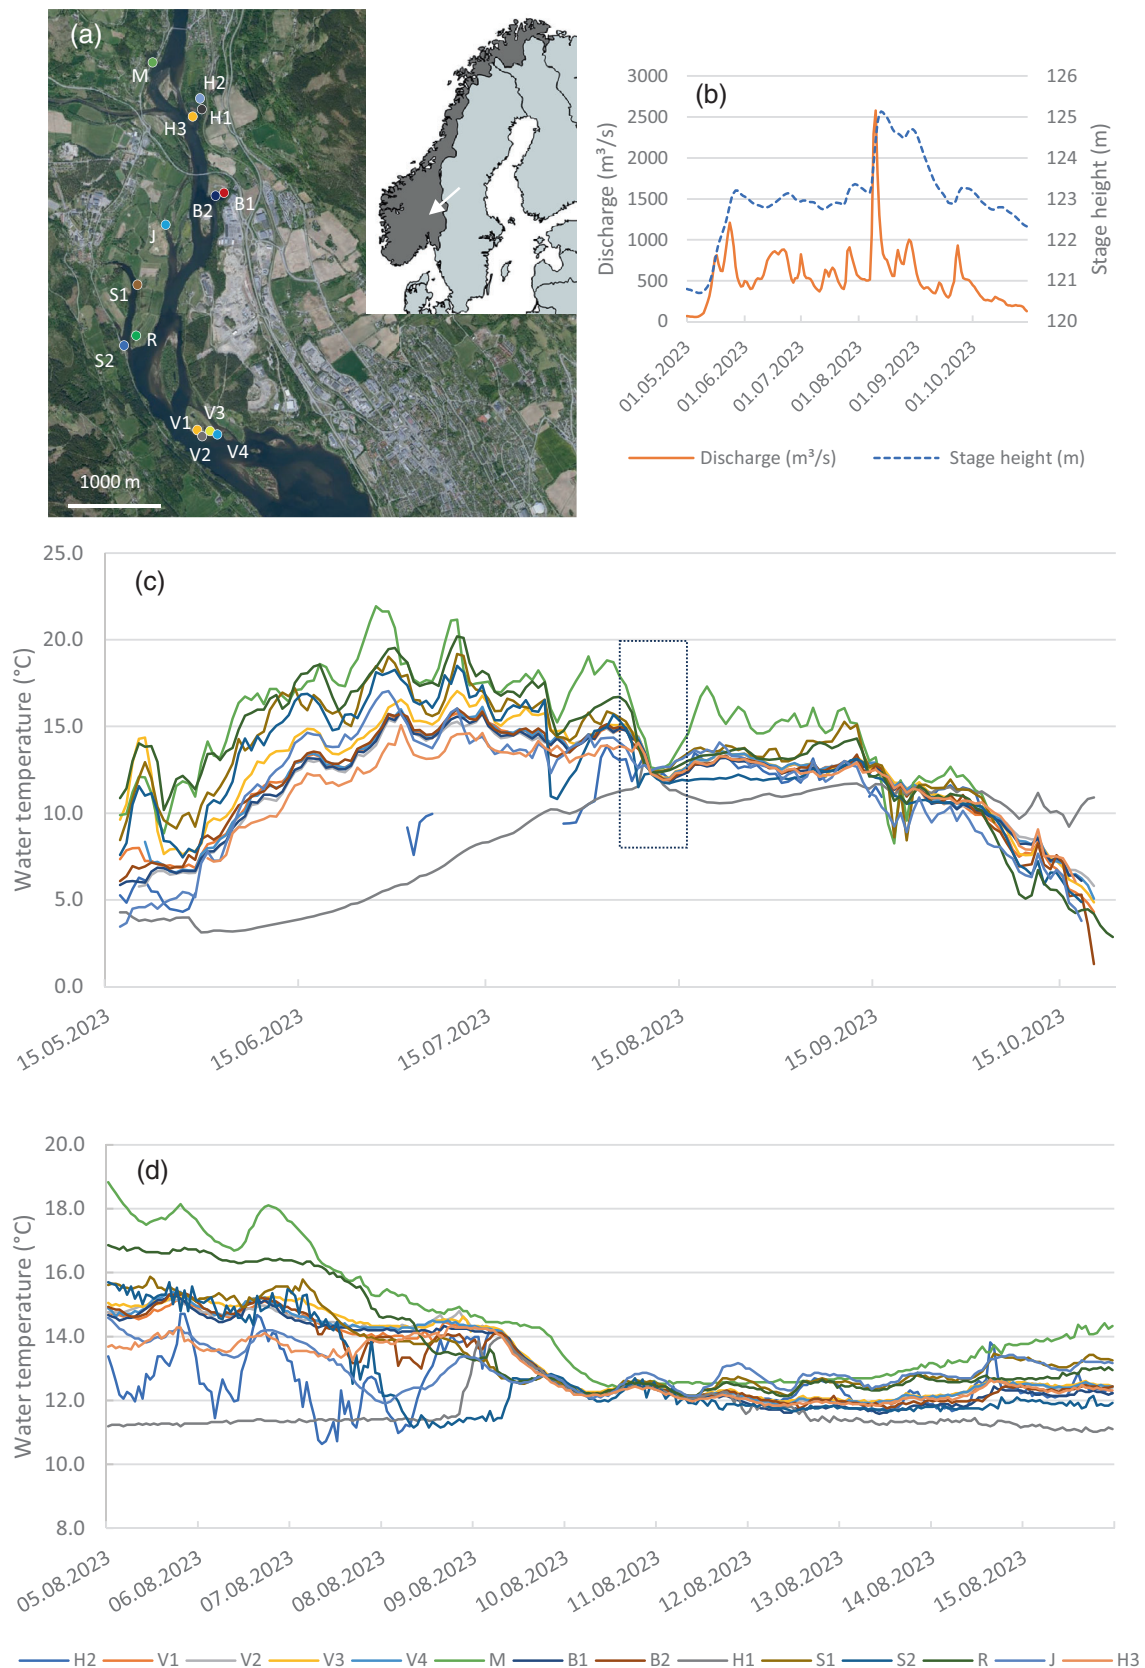 (a)
M
H2
H1
H3
B2
B1
J
S1
R
S2
V1
V3
V2
V4
1000 m
(b)
Discharge (m³/s)
3000
2500
2000
1500
1000
500
0
126
125
124
123
122
121
120
Stage height (m)
01.05.2023
01.06.2023
01.07.2023
01.08.2023
01.09.2023
01.10.2023
Discharge (m³/s)
Stage height (m)
(c)
Water temperature (°C)
25.0
20.0
15.0
10.0
5.0
0.0
15.05.2023
15.06.2023
15.07.2023
15.08.2023
15.09.2023
15.10.2023
(d)
Water temperature (°C)
20.0
18.0
16.0
14.0
12.0
10.0
8.0
05.08.2023
06.08.2023
07.08.2023
08.08.2023
09.08.2023
10.08.2023
11.08.2023
12.08.2023
13.08.2023
14.08.2023
15.08.2023
H2 V1 V2 V3 V4 M B1 B2 H1 S1 S2 R J H3